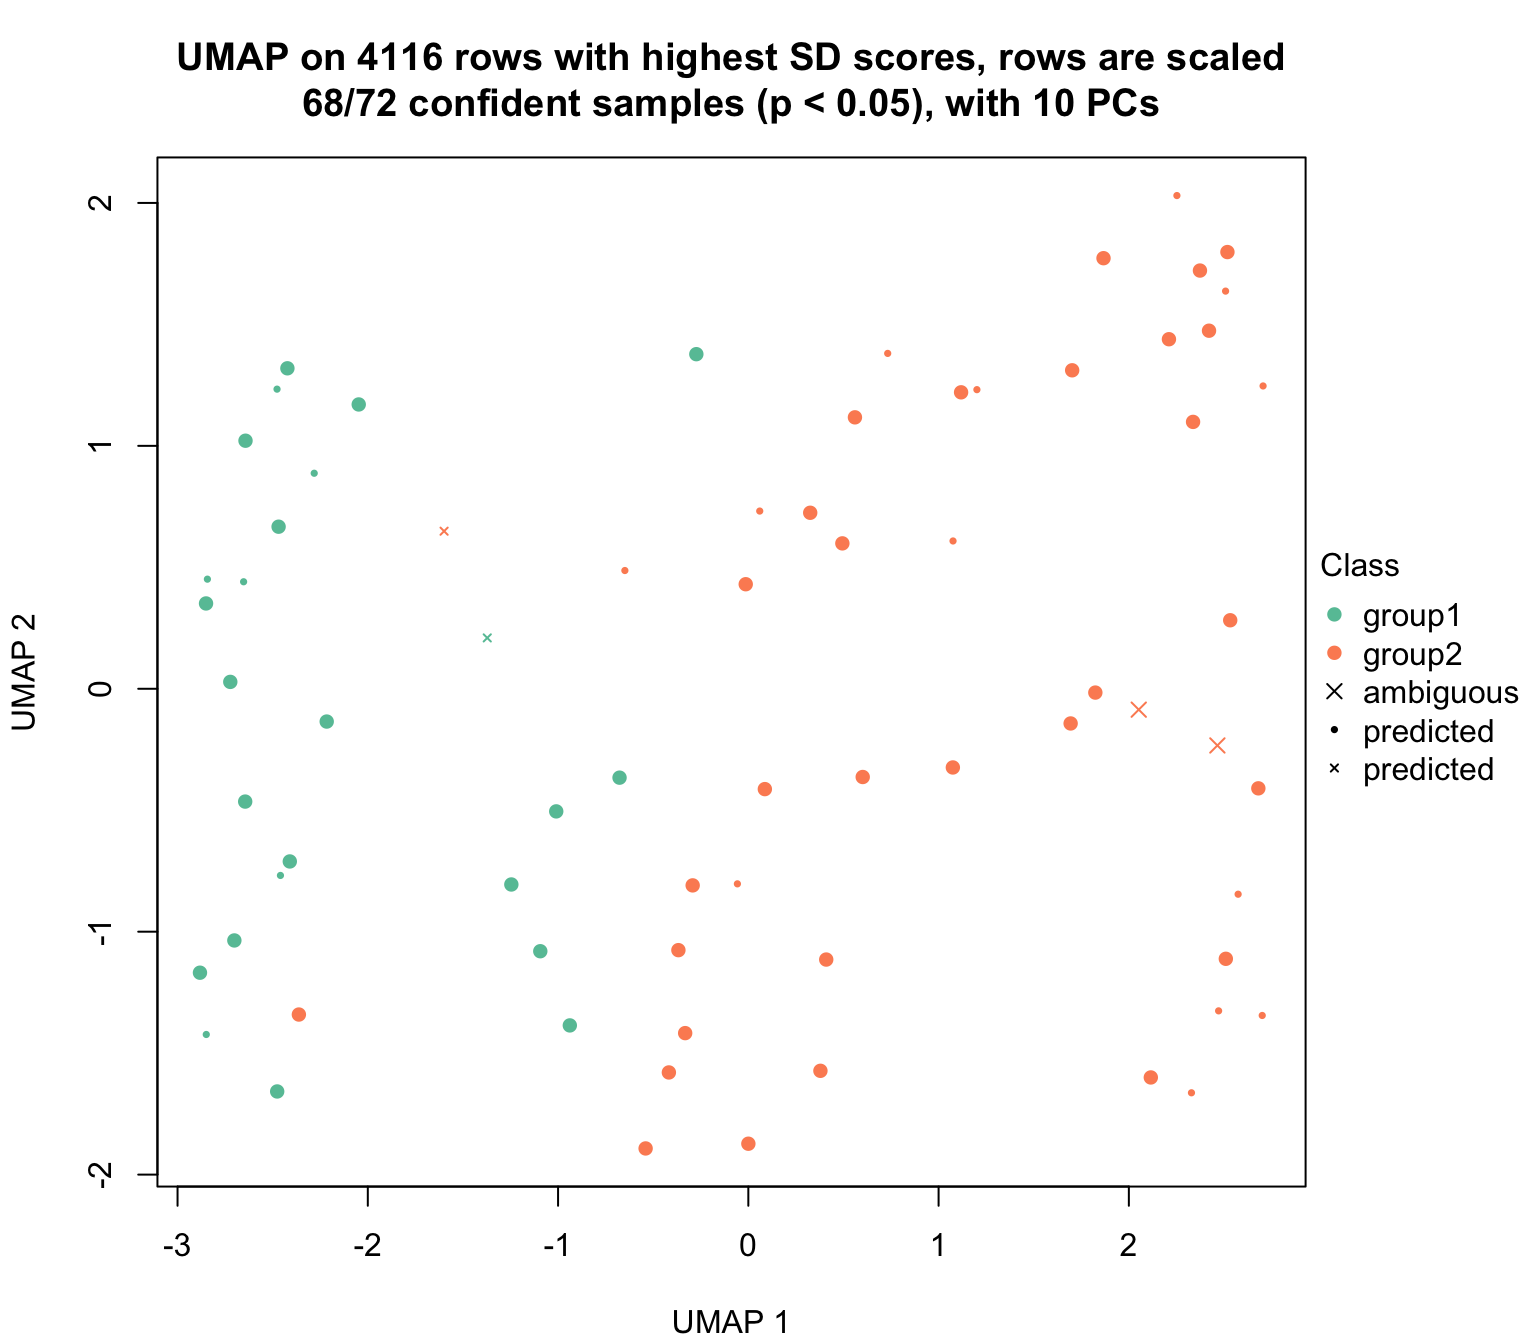 UMAP on 4116 rows with highest SD scores, rows are scaled
68/72 confident samples (p < 0.05), with 10 PCs
UMAP 2
2
1
0
-1
-2
-3
-2
-1
0
1
2
UMAP 1
Class
group1
group2
ambiguous
predicted
predicted